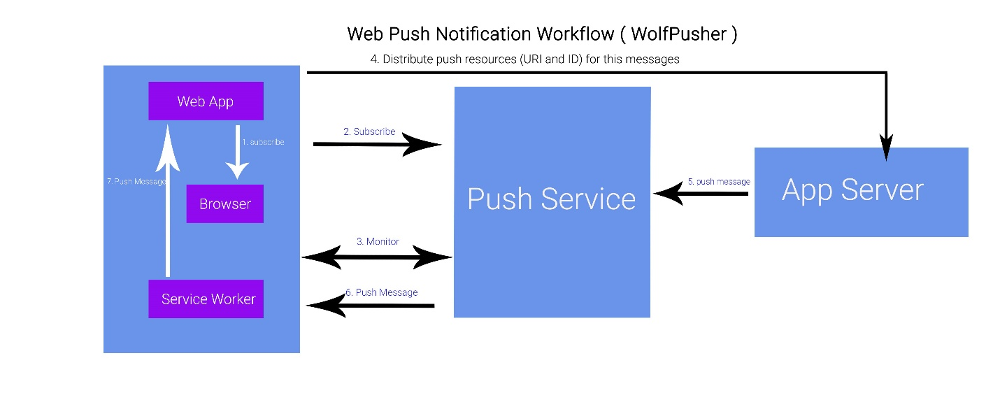 Web Push Notification Workflow ( WolfPusher )
4. Distribute push resources (URI and ID) for this messages
Web App
2. Subscribe
1. subscribe
7. Push Message
5. push message
App Server
Browser
Push Service
3. Monitor
6. Push Message
Service Worker